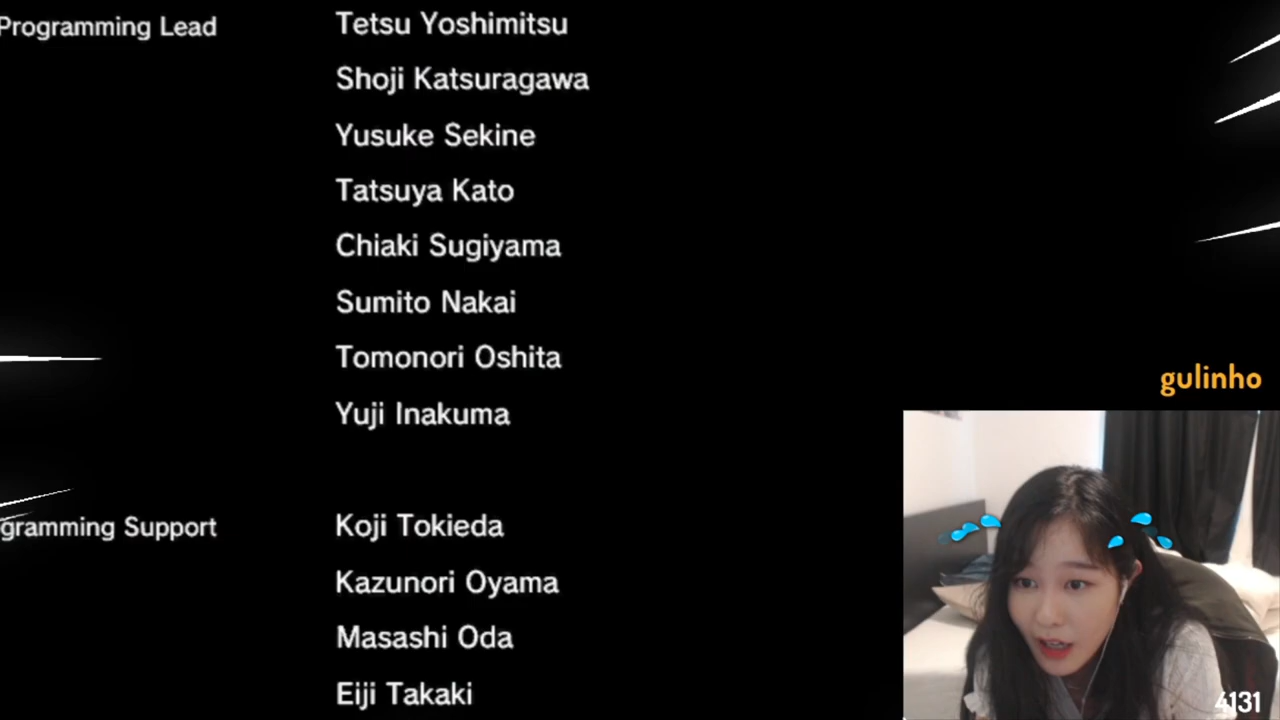 Programming Lead Tetsu Yoshimitsu
Shoji Katsuragawa
Yusuke Sekine
Tatsuya Kato
Chiaki Sugiyama
Sumito Nakai
Tomonori Oshita
Yuji Inakuma
gramming Support Koji Tokieda
Kazunori Oyama
Masashi Oda
Eiji Takaki
gulinho
4131